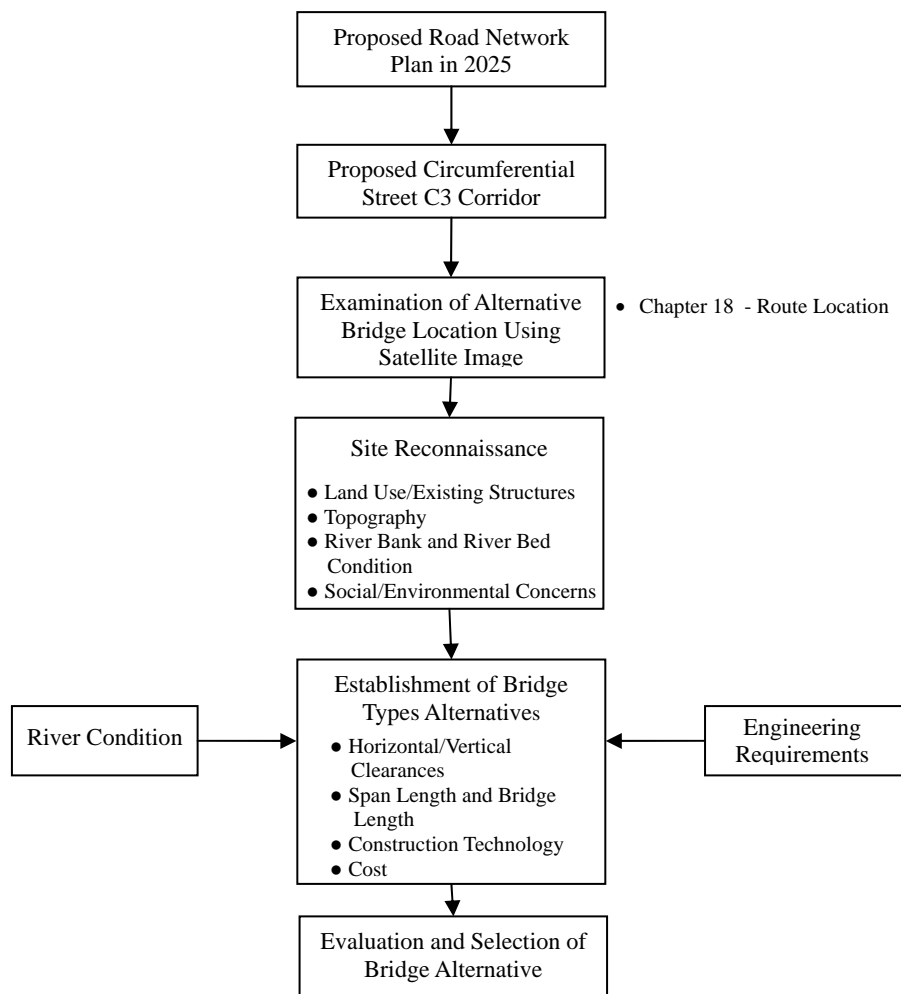 Proposed Road Network
Plan in 2025
Proposed Circumferential
Street C3 Corridor
Examination of Alternative
Bridge Location Using
Satellite Image
● Chapter 18 - Route Location
Site Reconnaissance
● Land Use/Existing Structures
● Topography
● River Bank and River Bed
Condition
● Social/Environmental Concerns
Establishment of Bridge
Types Alternatives
● Horizontal/Vertical
Clearances
● Span Length and Bridge
Length
● Construction Technology
● Cost
River Condition
Engineering
Requirements
Evaluation and Selection of
Bridge Alternative